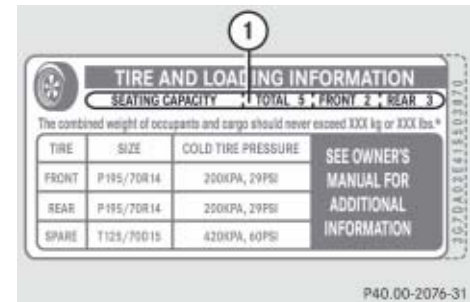 1
TIRE AND LOADING INFORMATION
SEATING CAPACITY TOTAL 5 FRONT 2 REAR 3
The combined weight of occupants and cargo should never exceed XXX kg or XXX lbs.*
TIRE SIZE COLD TIRE PRESSURE
FRONT P195/70R14 200KPA, 29PSI
REAR P195/70R14 200KPA, 29PSI
SPARE T125/70D15 420KPA, 60PSI
SEE OWNER'S
MANUAL FOR
ADDITIONAL
INFORMATION
P40.00-2076-31